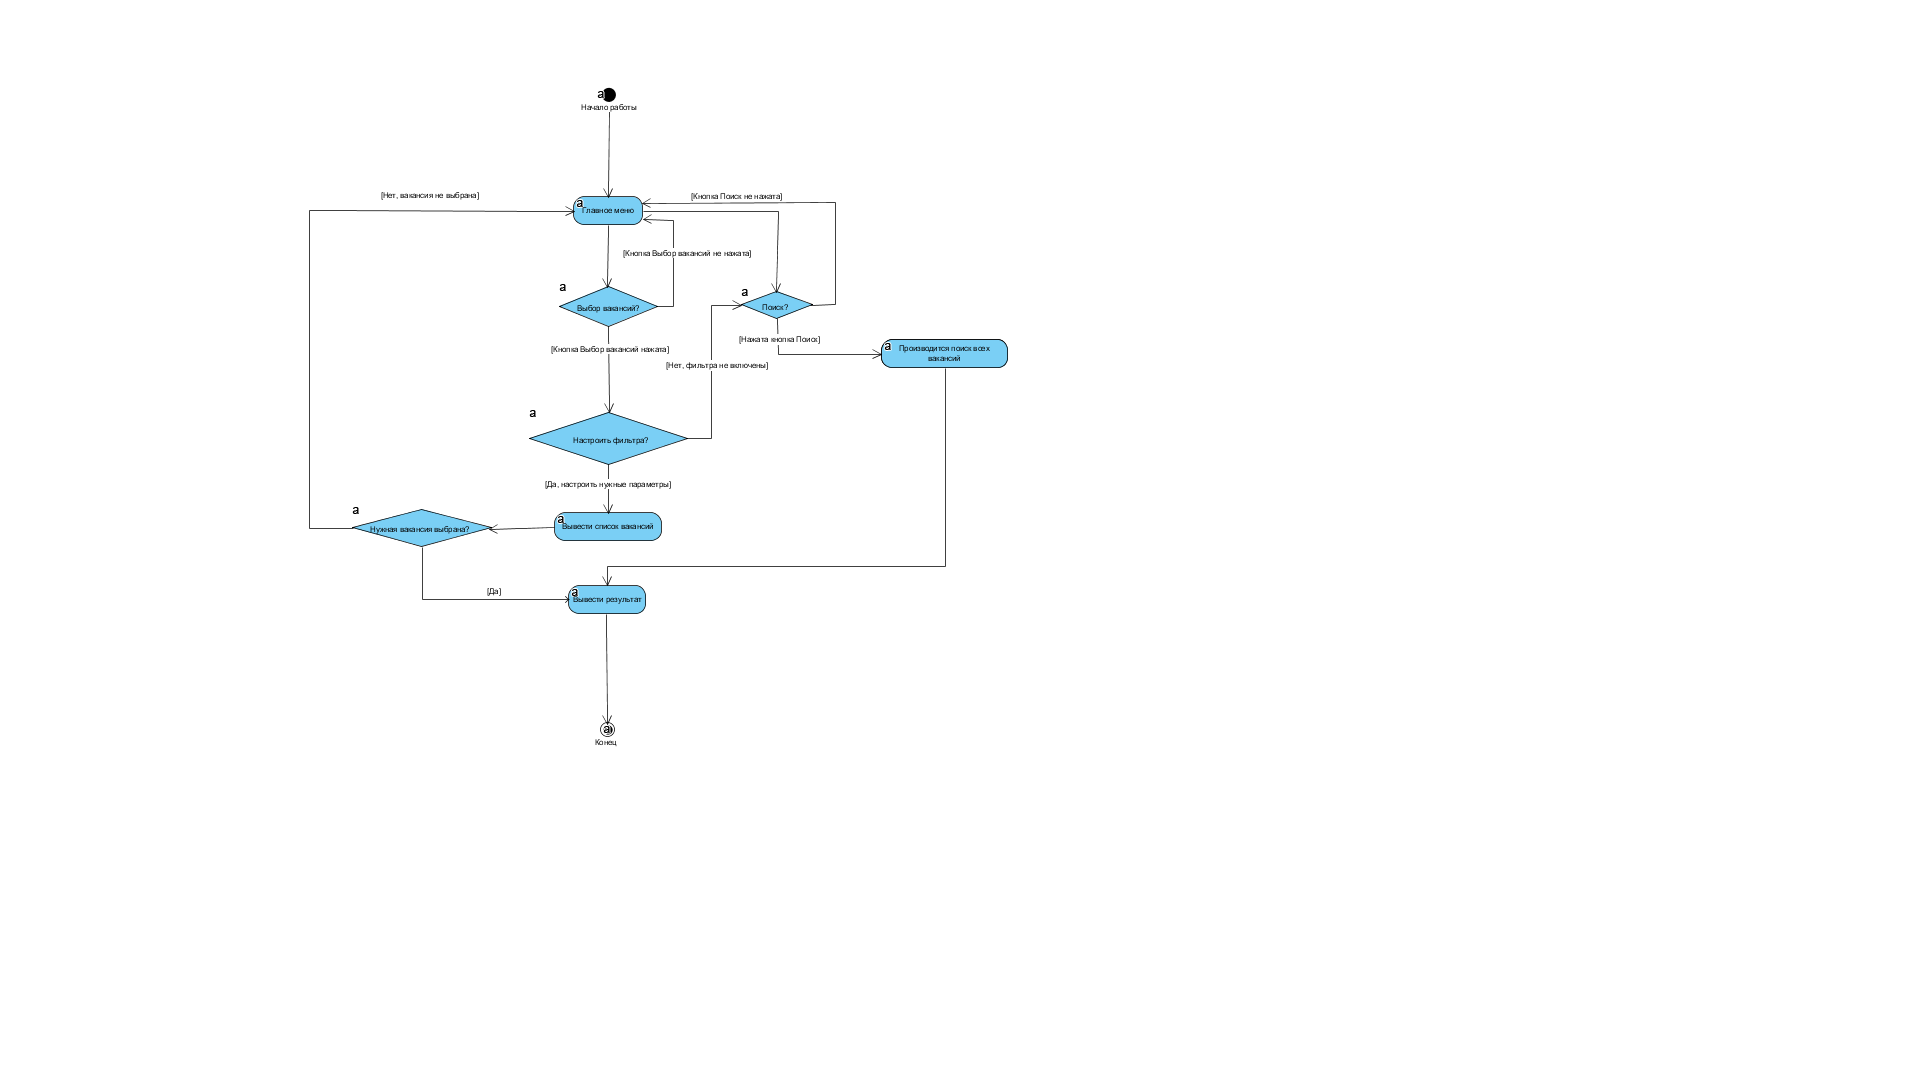 a
Начало работы
[Нет, вакансия не выбрана]
[Кнопка Поиск не нажата]
a
Главное меню
[Кнопка Выбор вакансий не нажата]
a
Выбор вакансий?
a
Поиск?
[Нажата кнопка Поиск]
[Кнопка Выбор вакансий нажата]
a
Производится поиск всех
вакансий
[Нет, фильтра не включены]
a
Настроить фильтра?
[Да, настроить нужные параметры]
a
Нужная вакансия выбрана?
a
Вывести список вакансий
[Да]
a
Вывести результат
a
Конец